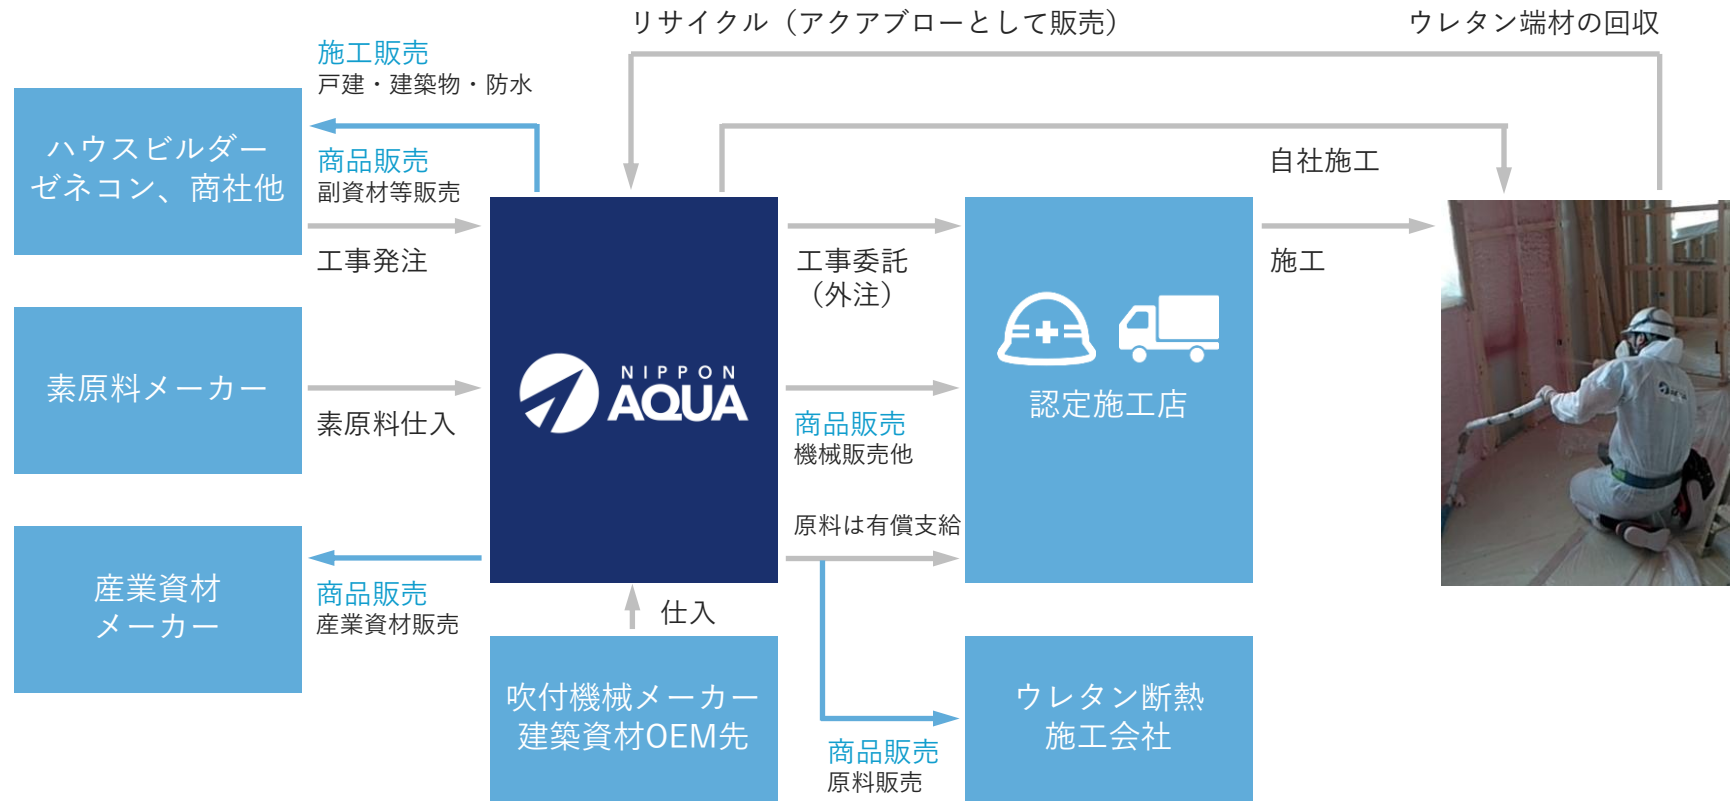 リサイクル（アクアブローとして販売）
ウレタン端材の回収
施工販売
戸建・建築物・防水
ハウスビルダー
ゼネコン、商社他
商品販売
副資材等販売
工事発注
自社施工
工事委託
（外注）
施工
素原料メーカー
素原料仕入
NIPPON
AQUA
商品販売
機械販売他
認定施工店
原料は有償支給
産業資材
メーカー
商品販売
産業資材販売
仕入
吹付機械メーカー
建築資材OEM先
ウレタン断熱
施工会社
商品販売
原料販売